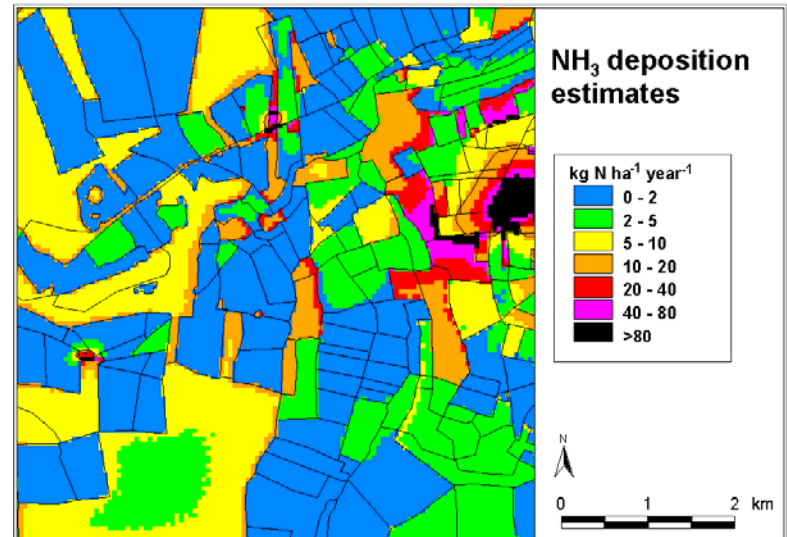 NH₃ deposition
estimates
kg N ha⁻¹ year⁻¹
0 - 2
2 - 5
5 - 10
10 - 20
20 - 40
40 - 80
>80
N
0 1 2 km